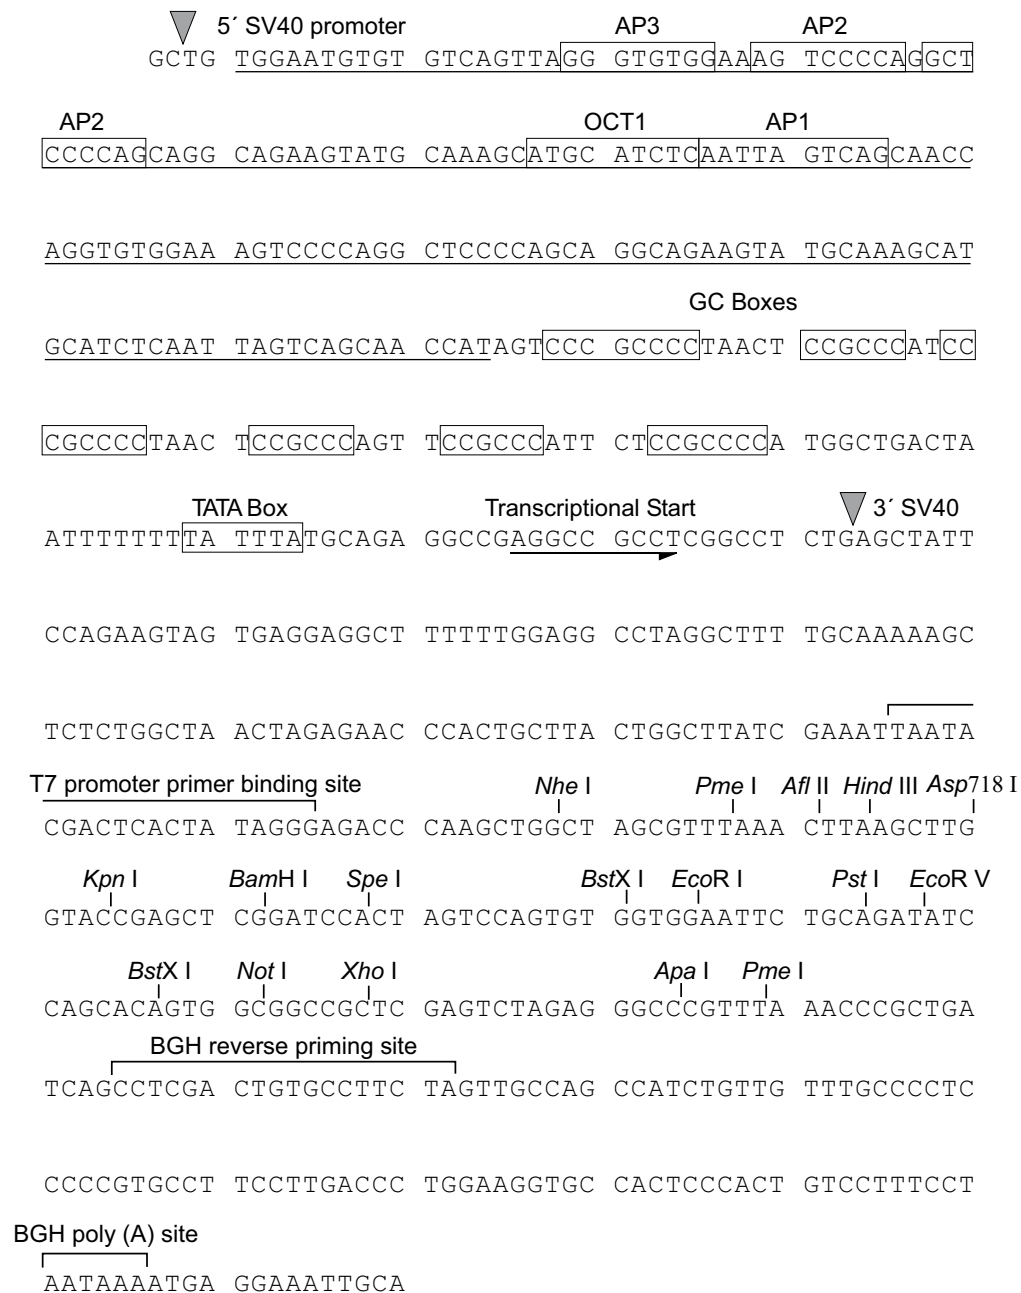 5´ SV40 promoter AP3 AP2
GCTG TGGAATGTGT GTCAGTTAGG GTGTGGAAAG TCCCCAGGCT
AP2 OCT1 AP1
CCCCAGCAGG CAGAAGTATG CAAAGCATGC ATCTCAATTA GTCAGCAACC
AGGTGTGGAA AGTCCCCAGG CTCCCCAGCA GGCAGAAGTA TGCAAAGCAT
GC Boxes
GCATCTCAAT TAGTCAGCAA CCATAGTCCC GCCCCTAACT CCGCCCATCC
CGCCCCTAAC TCCGCCCAGT TCCGCCCATT CTCCGCCCCA TGGCTGACTA
TATA Box Transcriptional Start 3´ SV40
ATTTTTTTTA TTTATGCAGA GGCCGAGGCC GCCTCGGCCT CTGAGCTATT
CCAGAAGTAG TGAGGAGGCT TTTTTGGAGG CCTAGGCTTT TGCAAAAAGC
TCTCTGGCTA ACTAGAGAAC CCACTGCTTA CTGGCTTATC GAAATTAATA
T7 promoter primer binding site Nhe I Pme I Afl II Hind III Asp718 I
CGACTCACTA TAGGGAGACC CAAGCTGGCT AGCGTTTAAA CTTAAGCTTG
Kpn I BamH I Spe I BstX I EcoR I Pst I EcoR V
GTACCGAGCT CGGATCCACT AGTCCAGTGT GGTGGAATTC TGCAGATATC
BstX I Not I Xho I Apa I Pme I
CAGCACAGTG GCGGCCGCTC GAGTCTAGAG GGCCCGTTTA AACCCGCTGA
BGH reverse priming site
TCAGCCTCGA CTGTGCCTTC TAGTTGCCAG CCATCTGTTG TTTGCCCCTC
CCCCGTGCCT TCCTTGACCC TGGAAGGTGC CACTCCCACT GTCCTTTCCT
BGH poly (A) site
AATAAAATGA GGAAATTGCA